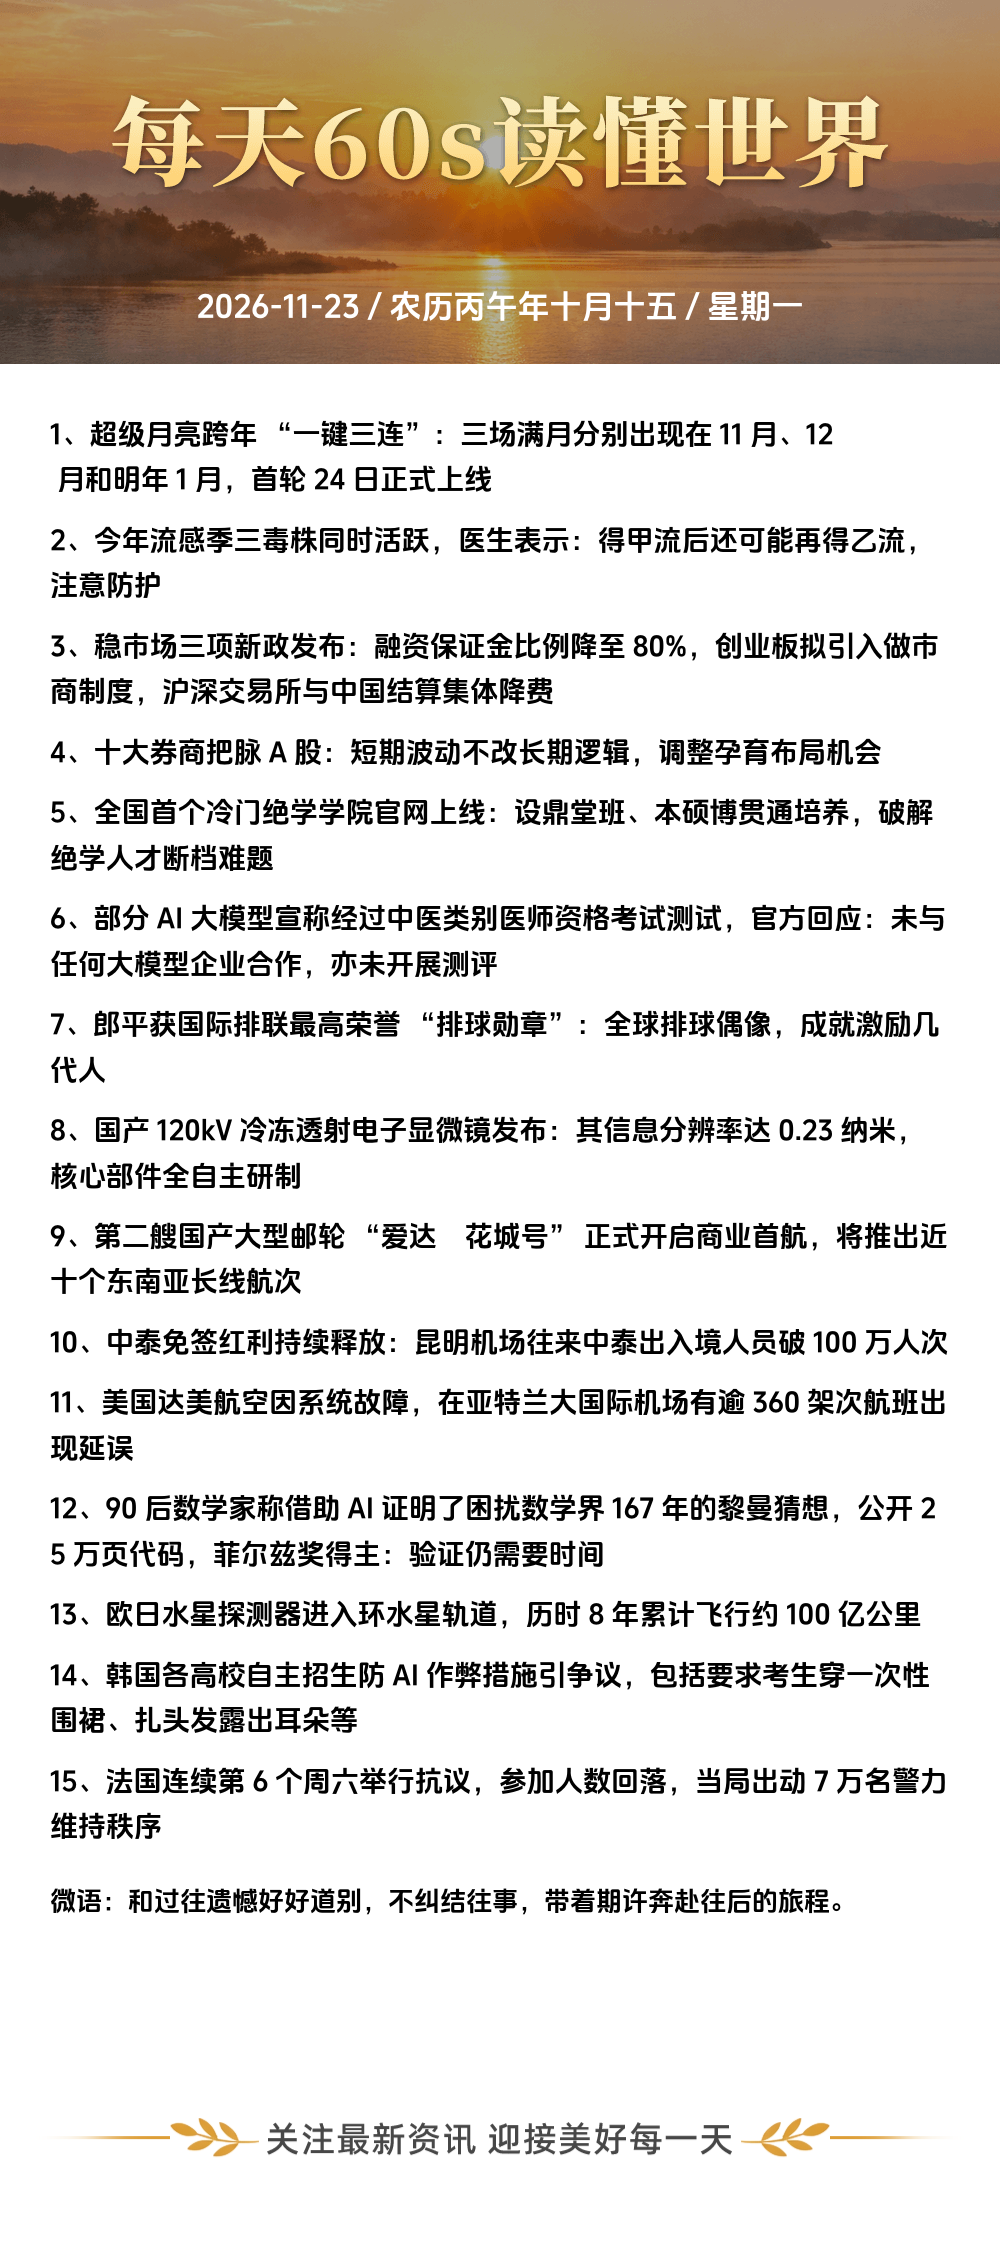 每天60s读懂世界
2026-11-23 / 农历丙午年十月十五 / 星期一
1、超级月亮跨年 “一键三连” ：三场满月分别出现在 11 月、12
月和明年 1 月，首轮 24 日正式上线
2、今年流感季三毒株同时活跃，医生表示：得甲流后还可能再得乙流，
注意防护
3、稳市场三项新政发布：融资保证金比例降至 80%，创业板拟引入做市
商制度，沪深交易所与中国结算集体降费
4、十大券商把脉 A 股：短期波动不改长期逻辑，调整孕育布局机会
5、全国首个冷门绝学学院官网上线：设鼎堂班、本硕博贯通培养，破解
绝学人才断档难题
6、部分 AI 大模型宣称经过中医类别医师资格考试测试，官方回应：未与
任何大模型企业合作，亦未开展测评
7、郎平获国际排联最高荣誉 “排球勋章” ：全球排球偶像，成就激励几
代人
8、国产 120kV 冷冻透射电子显微镜发布：其信息分辨率达 0.23 纳米，
核心部件全自主研制
9、第二艘国产大型邮轮 “爱达　花城号” 正式开启商业首航，将推出近
十个东南亚长线航次
10、中泰免签红利持续释放：昆明机场往来中泰出入境人员破 100 万人次
11、美国达美航空因系统故障，在亚特兰大国际机场有逾 360 架次航班出
现延误
12、90 后数学家称借助 AI 证明了困扰数学界 167 年的黎曼猜想，公开 2
5 万页代码，菲尔兹奖得主：验证仍需要时间
13、欧日水星探测器进入环水星轨道，历时 8 年累计飞行约 100 亿公里
14、韩国各高校自主招生防 AI 作弊措施引争议，包括要求考生穿一次性
围裙、扎头发露出耳朵等
15、法国连续第 6 个周六举行抗议，参加人数回落，当局出动 7 万名警力
维持秩序
微语：和过往遗憾好好道别，不纠结往事，带着期许奔赴往后的旅程。
关注最新资讯 迎接美好每一天